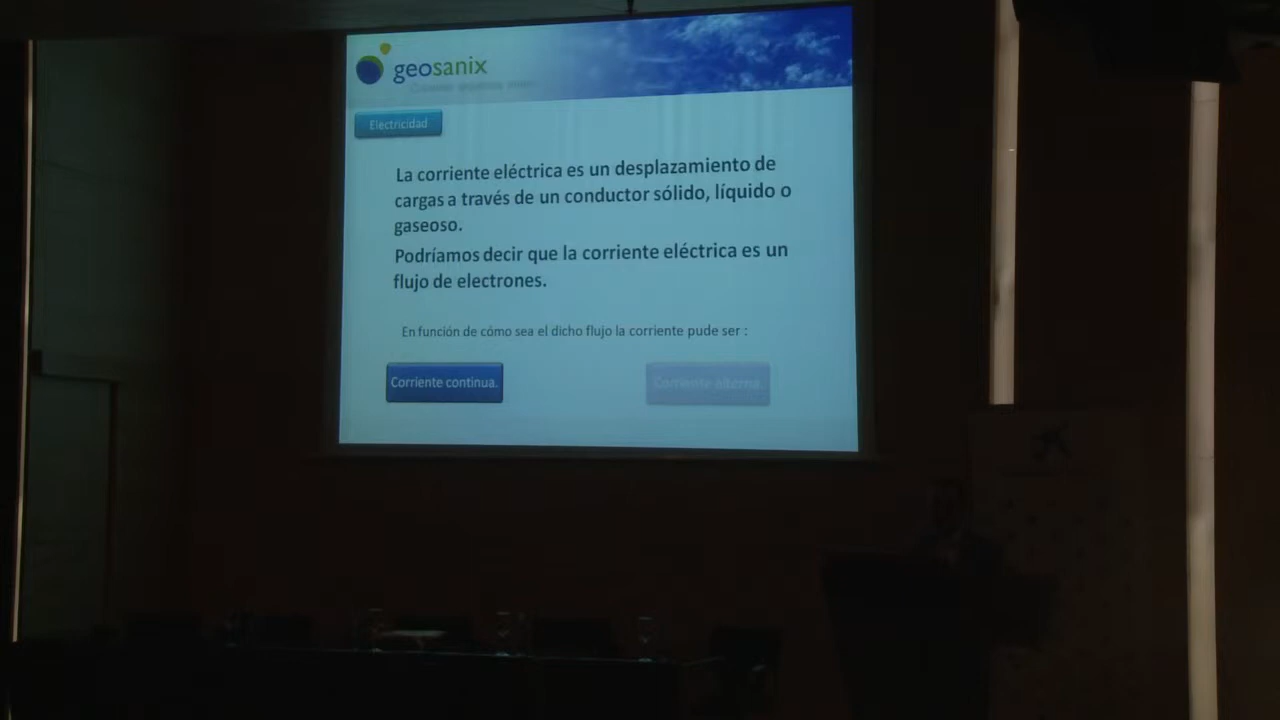 geosanix
Electricidad
La corriente eléctrica es un desplazamiento de
cargas a través de un conductor sólido, líquido o
gaseoso.
Podríamos decir que la corriente eléctrica es un
flujo de electrones.
En función de cómo sea el dicho flujo la corriente pude ser :
Corriente continua.
Corriente alterna.